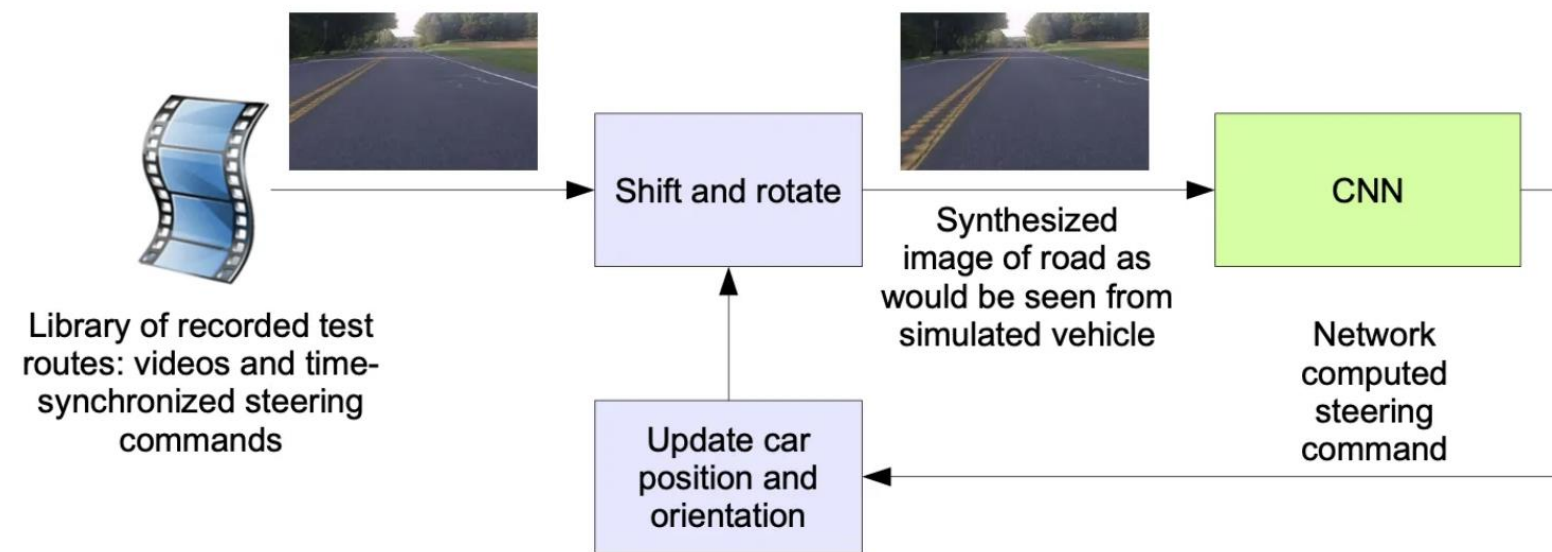 Shift and rotate
CNN
Library of recorded test
routes: videos and time-
synchronized steering
commands
Synthesized
image of road as
would be seen from
simulated vehicle
Network
computed
steering
command
Update car
position and
orientation